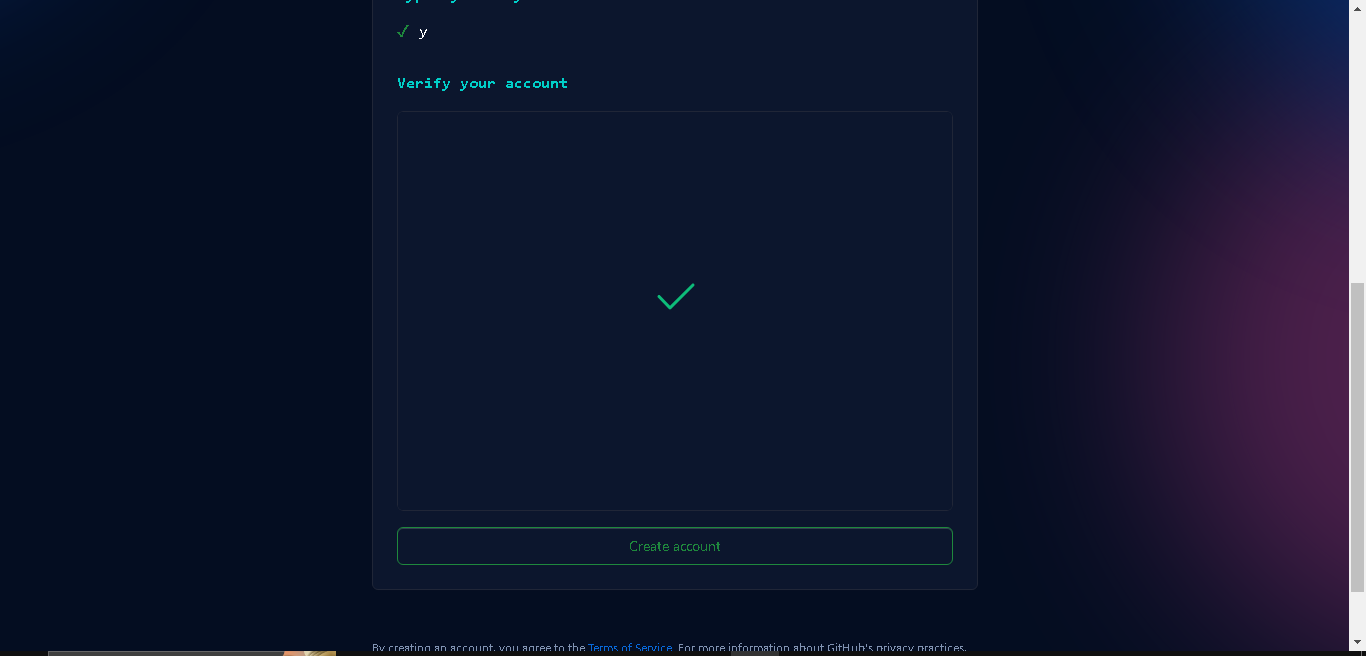 y
Verify your account
Create account
By creating an account, you agree to the Terms of Service. For more information about GitHub's privacy practices,